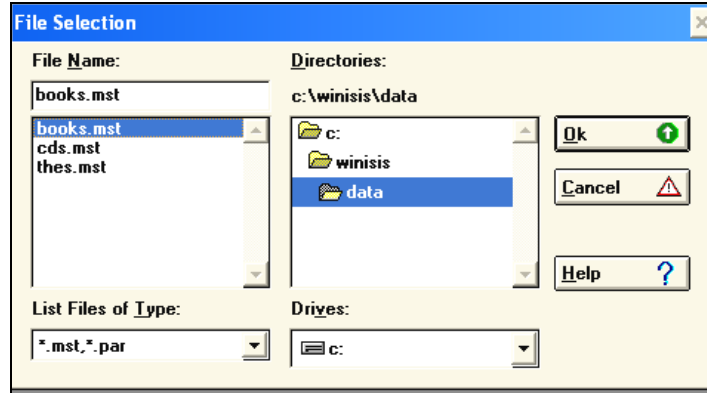 File Selection
File Name:
books.mst
books.mst
cds.mst
thes.mst
List Files of Type:
*.mst,*.par
Directories:
c:\winisis\data
c:
winisis
data
Drives:
c:
Ok
Cancel
Help